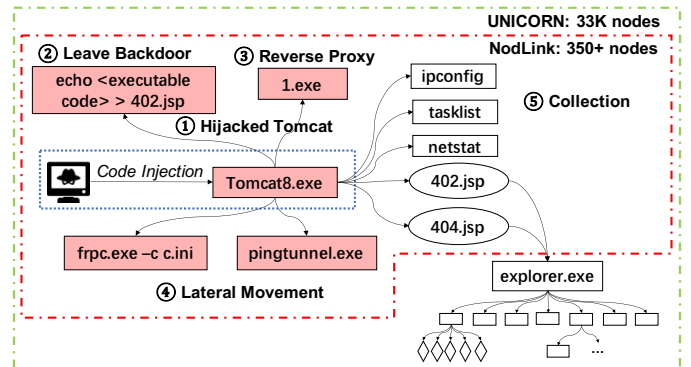 UNICORN: 33K nodes
NodLink: 350+ nodes
② Leave Backdoor
③ Reverse Proxy
echo <executable
code> > 402.jsp
1.exe
ipconfig
⑤ Collection
tasklist
① Hijacked Tomcat
netstat
Code Injection
Tomcat8.exe
402.jsp
404.jsp
frpc.exe –c c.ini
pingtunnel.exe
explorer.exe
④ Lateral Movement
...